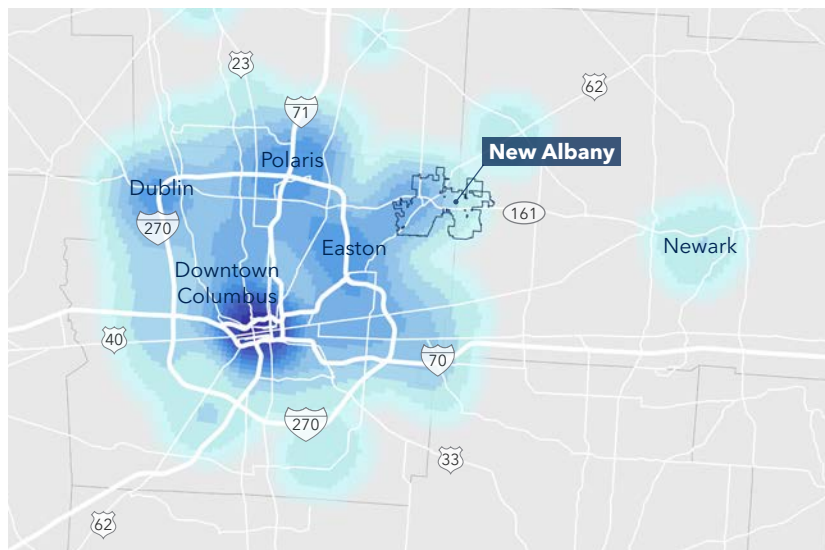 23
62
71
New Albany
Polaris
Dublin
161
270
Easton
Newark
Downtown
Columbus
40
70
270
33
62